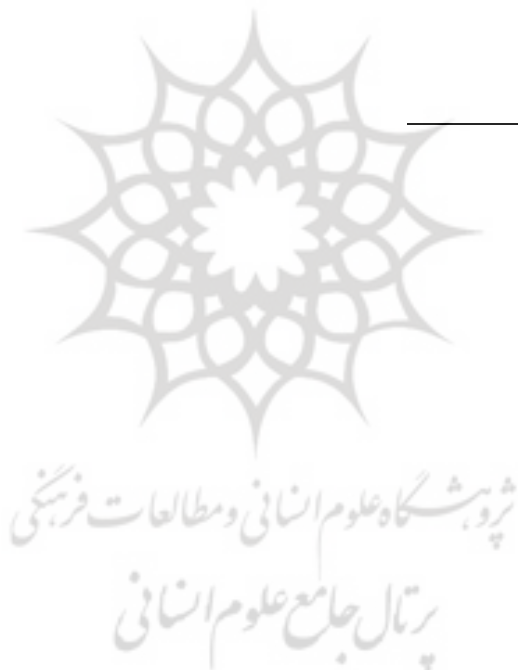 پژوهشگاه علوم انسانی و مطالعات فرهنگی
پرتال جامع علوم انسانی